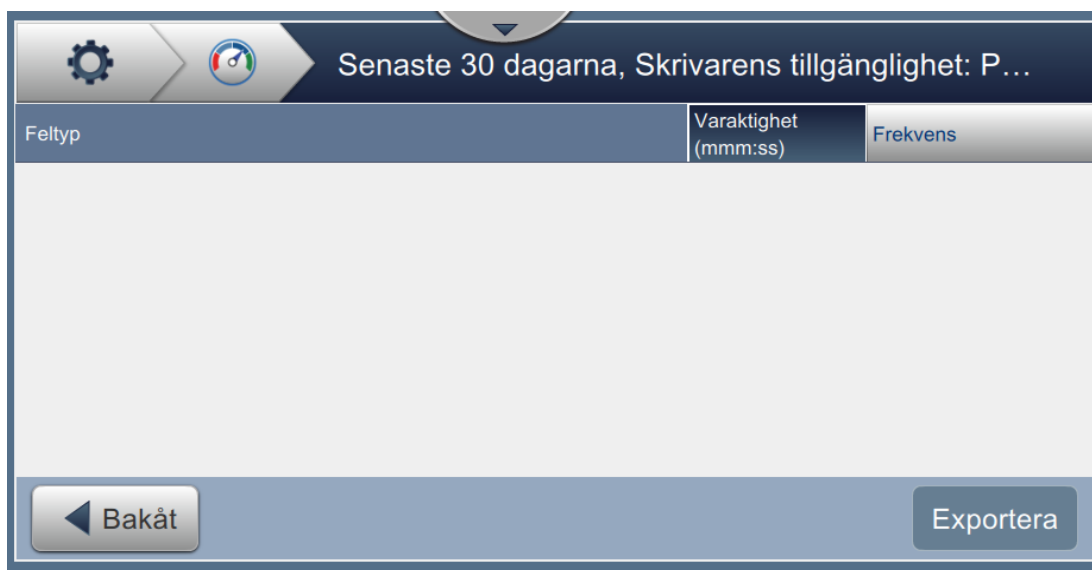 Senaste 30 dagarna, Skrivarens tillgänglighet: P...
Feltyp
Varaktighet
(mmm:ss)
Frekvens
Bakåt
Exportera